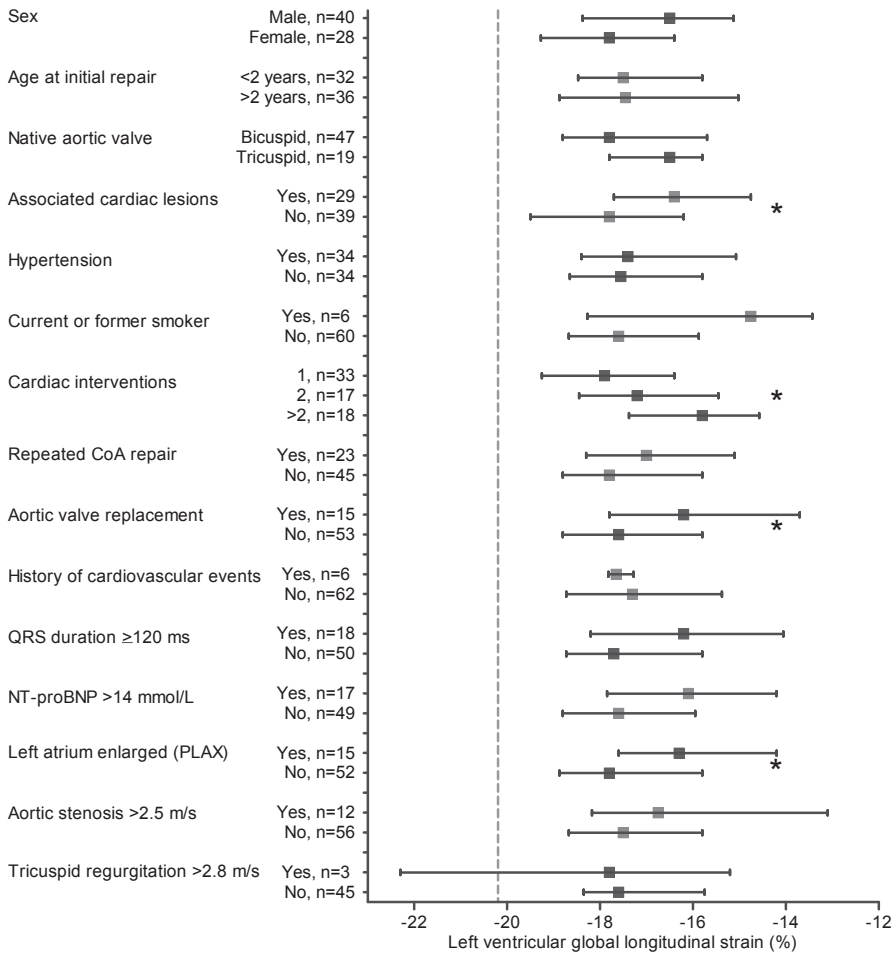 Sex
Male, n=40
Female, n=28
Age at initial repair
<2 years, n=32
>2 years, n=36
Native aortic valve
Bicuspid, n=47
Tricuspid, n=19
Associated cardiac lesions
Yes, n=29
No, n=39
*
Hypertension
Yes, n=34
No, n=34
Current or former smoker
Yes, n=6
No, n=60
Cardiac interventions
1, n=33
2, n=17
>2, n=18
*
Repeated CoA repair
Yes, n=23
No, n=45
Aortic valve replacement
Yes, n=15
No, n=53
*
History of cardiovascular events
Yes, n=6
No, n=62
QRS duration ≥120 ms
Yes, n=18
No, n=50
NT-proBNP >14 mmol/L
Yes, n=17
No, n=49
Left atrium enlarged (PLAX)
Yes, n=15
No, n=52
*
Aortic stenosis >2.5 m/s
Yes, n=12
No, n=56
Tricuspid regurgitation >2.8 m/s
Yes, n=3
No, n=45
-22 -20 -18 -16 -14 -12
Left ventricular global longitudinal strain (%)